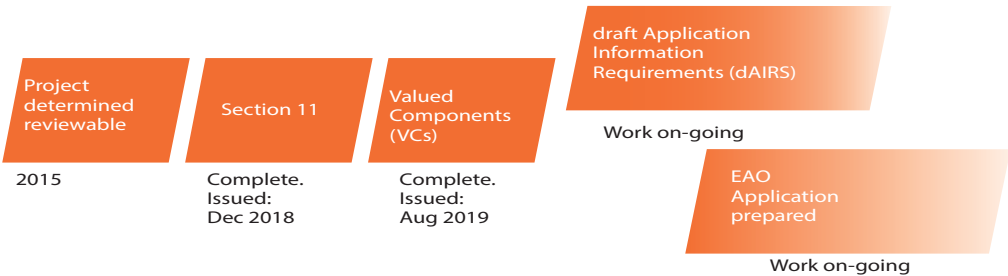 Project
determined
reviewable
2015
Section 11
Complete.
Issued:
Dec 2018
Valued
Components
(VCs)
Complete.
Issued:
Aug 2019
draft Application
Information
Requirements (dAIRS)
Work on-going
EAO
Application
prepared
Work on-going